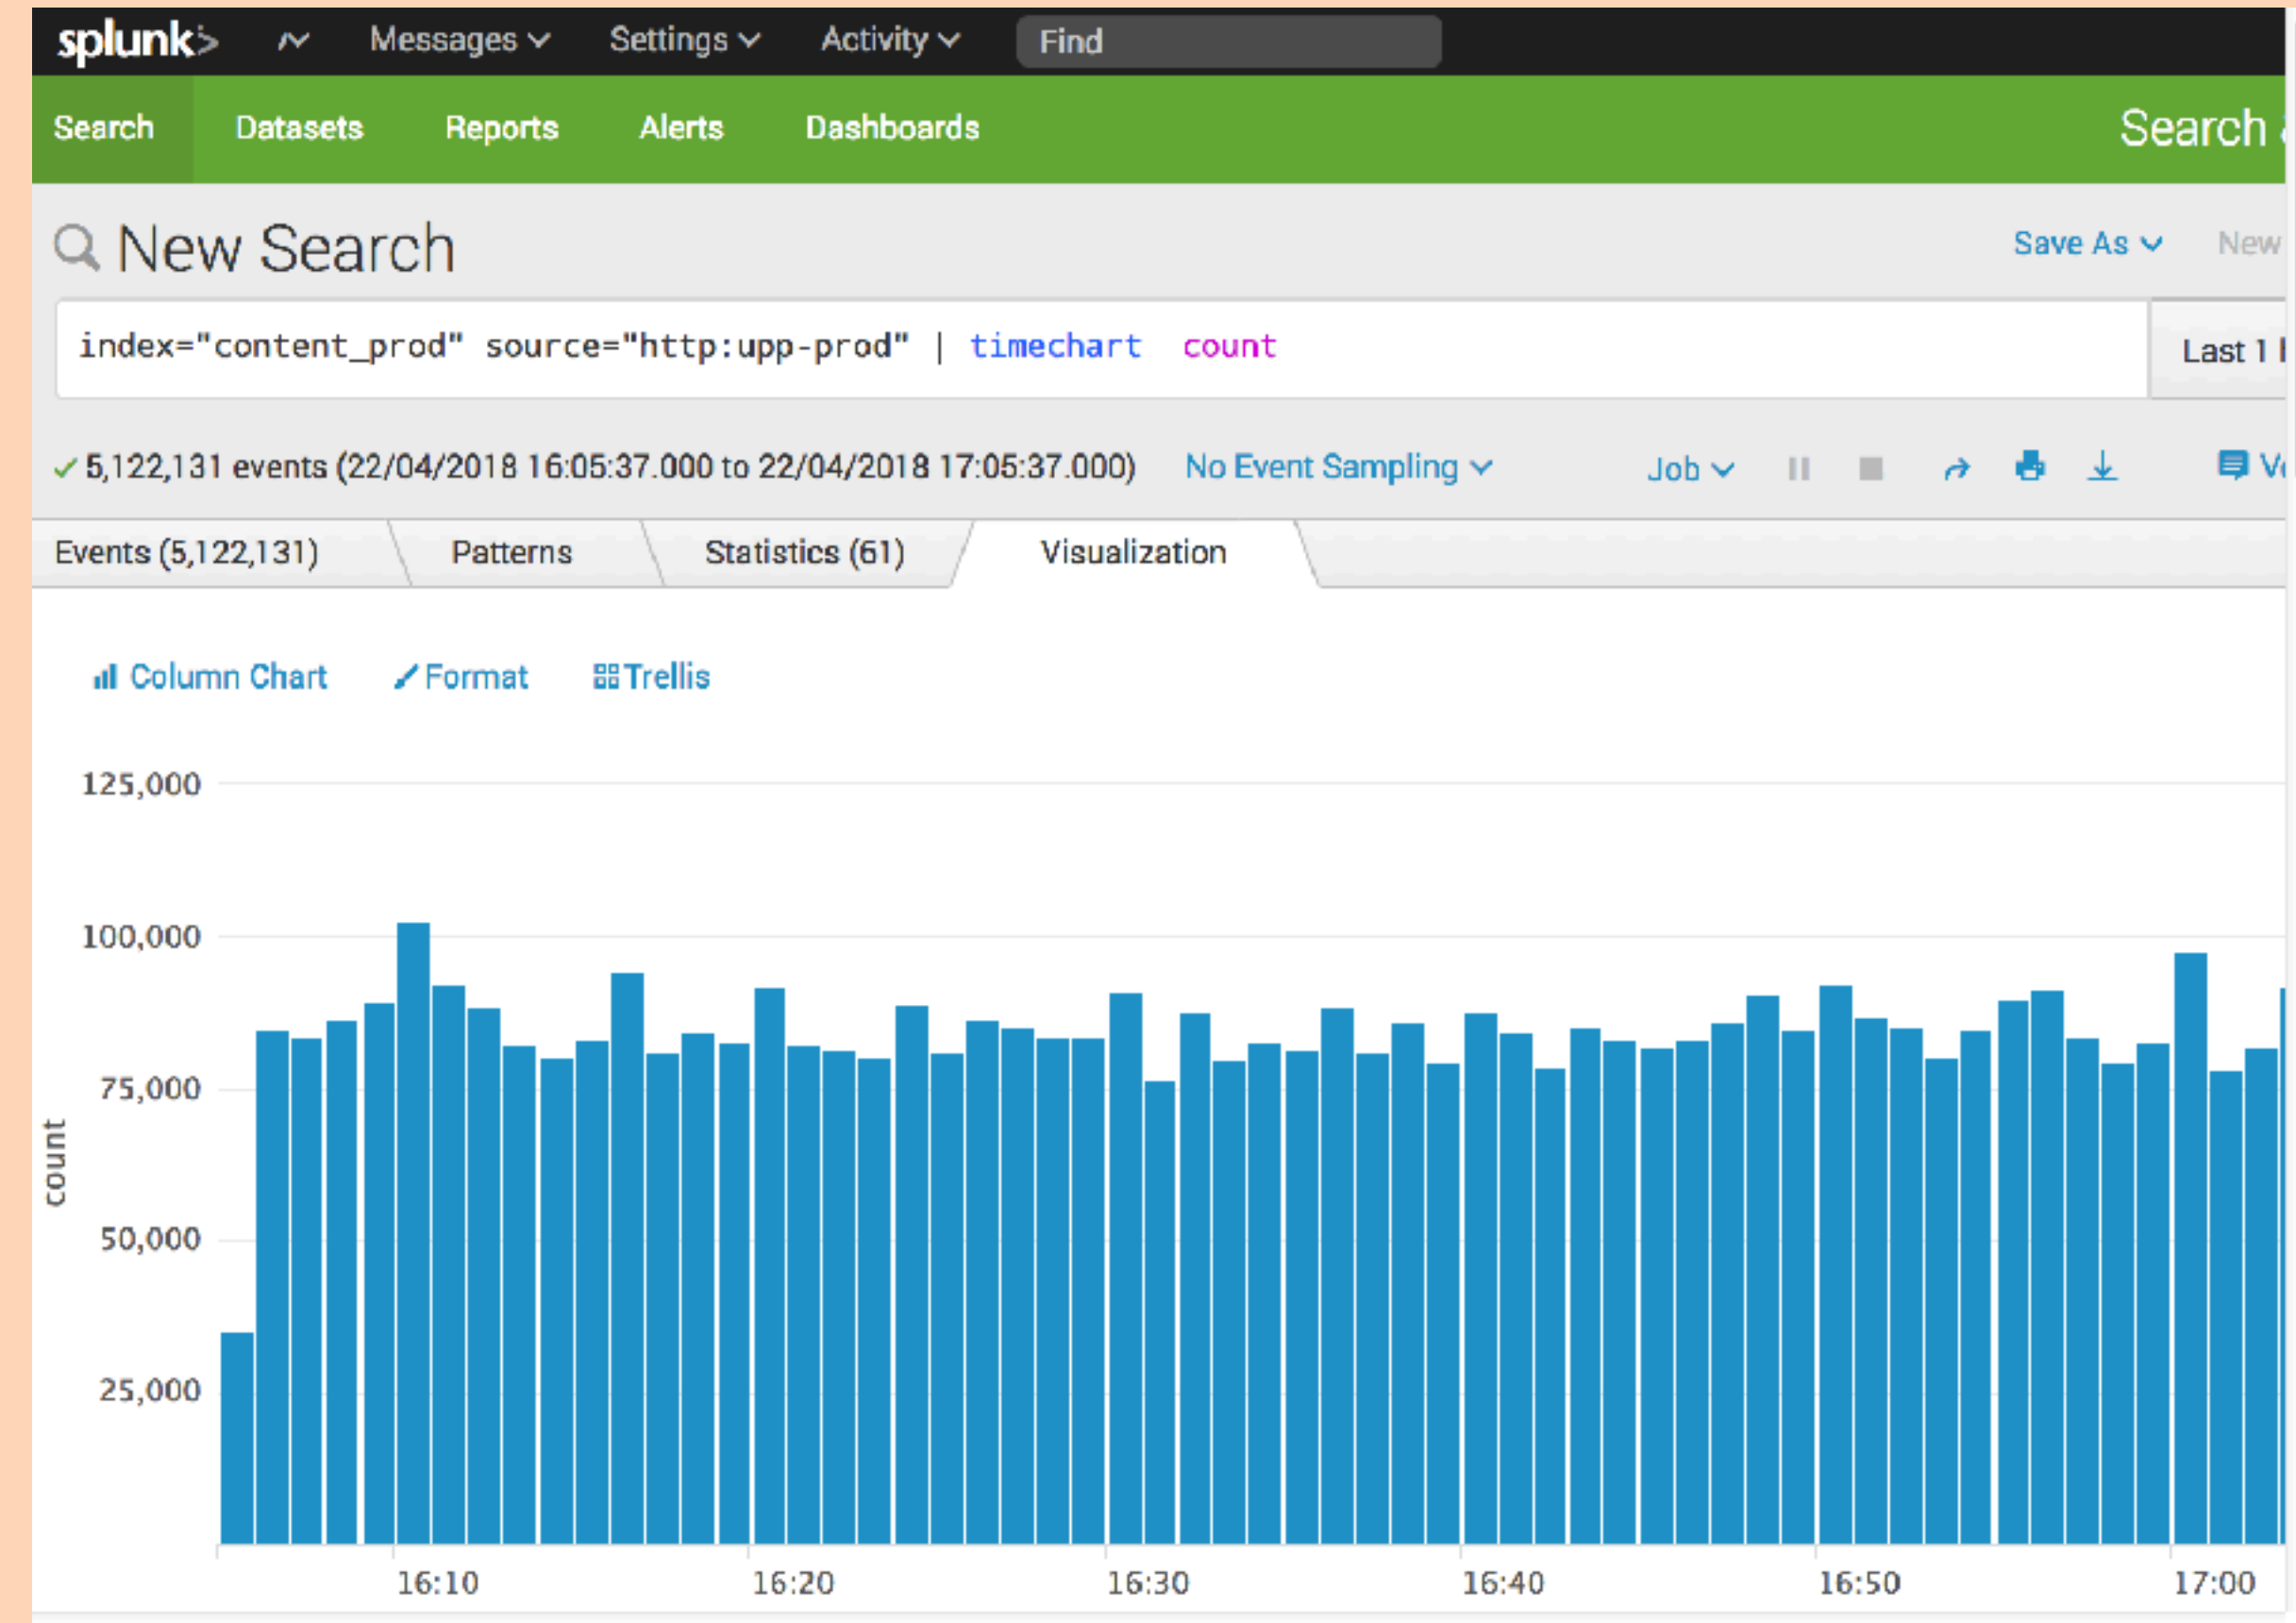 splunk> Messages Settings Activity Find
Search Datasets Reports Alerts Dashboards Search
New Search Save As New
index="content_prod" source="http:upp-prod" | timechart count Last 1
5,122,131 events (22/04/2018 16:05:37.000 to 22/04/2018 17:05:37.000) No Event Sampling Job
Events (5,122,131) Patterns Statistics (61) Visualization
Column Chart Format Trellis
125,000
100,000
75,000
50,000
25,000
count
16:10 16:20 16:30 16:40 16:50 17:00